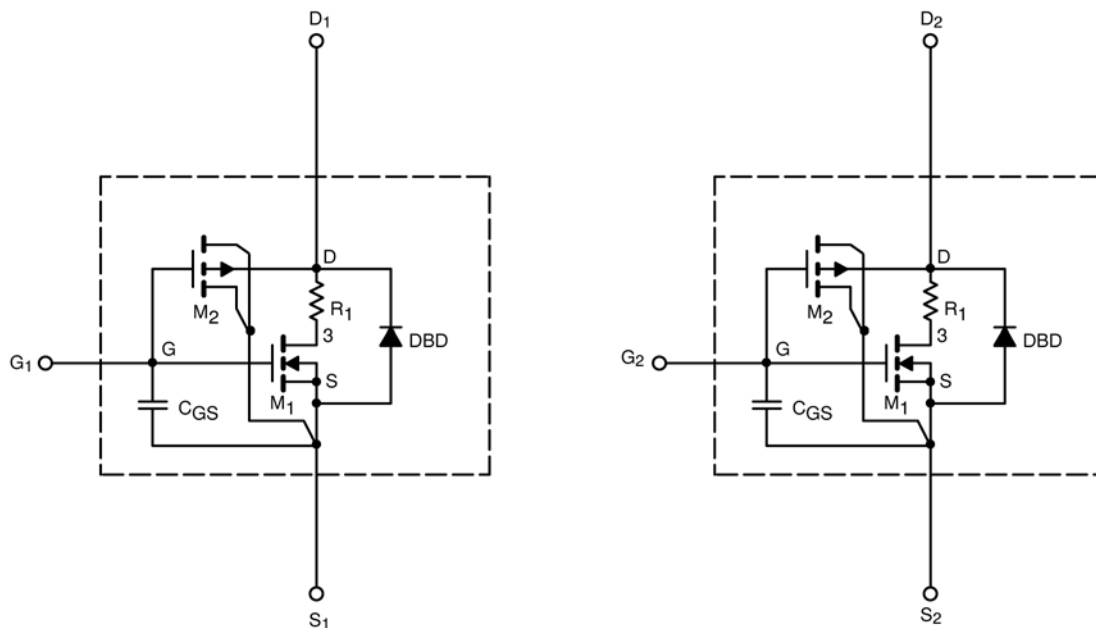 D1 D2
D D
R1 R1
M2 3 DBD M2 3 DBD
G1 G G2 G
S S
M1 M1
CGS CGS
S1 S2